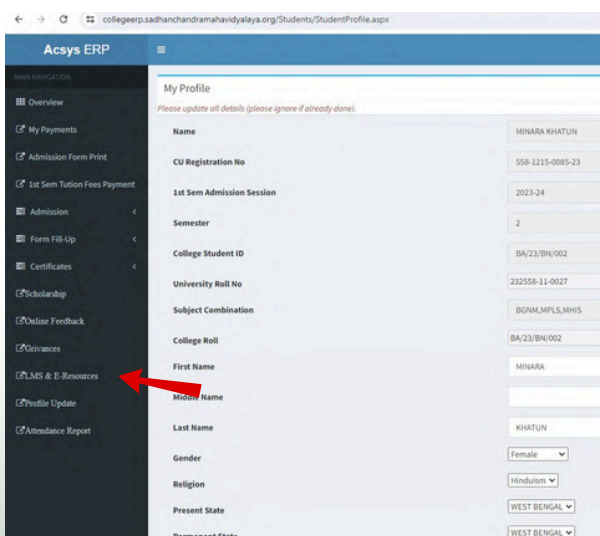 collegeerp.sadhanchandramahavidyalaya.org/Students/StudentProfile.aspx
Acsys ERP
MAIN NAVIGATION
Overview
My Payments
Admission Form Print
1st Sem Tution Fees Payment
Admission
Form Fill-Up
Certificates
Scholarship
Online Feedback
Grivances
LMS & E-Resources
Profile Update
Attendance Report
My Profile
Please update all details (please ignore if already done).
Name MINARA KHATUN
CU Registration No 558-1215-0085-23
1st Sem Admission Session 2023-24
Semester 2
College Student ID BA/23/BN/002
University Roll No 232558-11-0027
Subject Combination BGNM,MPLS,MHIS
College Roll BA/23/BN/002
First Name MINARA
Middle Name
Last Name KHATUN
Gender Female
Religion Hinduism
Present State WEST BENGAL
Permanent State WEST BENGAL